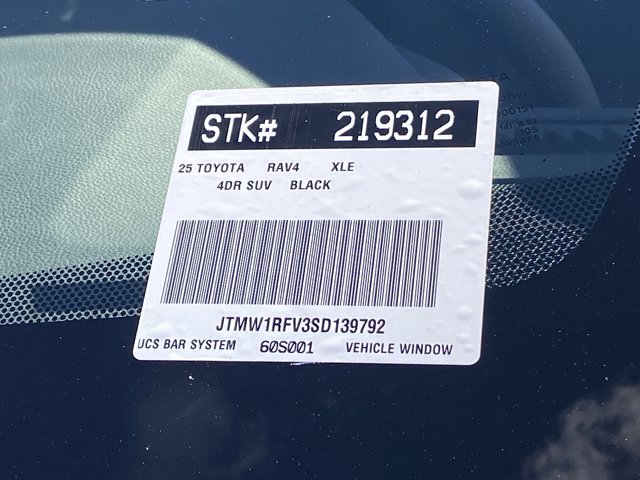 STK# 219312
25 TOYOTA RAV4 XLE
4DR SUV BLACK
JTMW1RFV3SD139792
UCS BAR SYSTEM 60S001 VEHICLE WINDOW